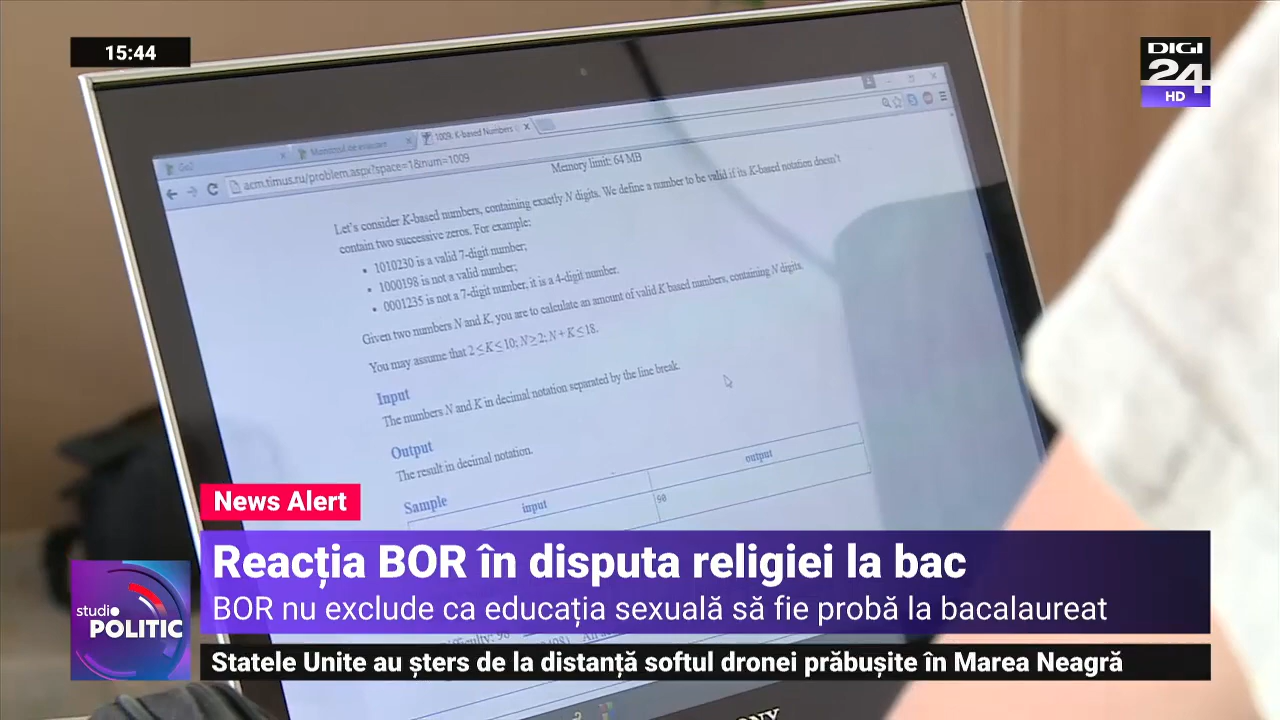 15:44
DIGI
24
HD
Go2
1009. K-based Numbers
acm.timus.ru/problem.aspx?space=1&num=1009
Memory limit: 64 MB
Let's consider K-based numbers, containing exactly N digits. We define a number to be valid if its K-based notation doesn't
contain two successive zeros. For example:
• 1010230 is a valid 7-digit number;
• 1000198 is not a valid number;
• 0001235 is not a 7-digit number, it is a 4-digit number.
Given two numbers N and K, you are to calculate an amount of valid K based numbers, containing N digits.
You may assume that 2 ≤ K ≤ 10; N ≥ 2; N + K ≤ 18.
Input
The numbers N and K in decimal notation separated by the line break.
Output
The result in decimal notation.
Sample
input output
90
News Alert
Reacția BOR în disputa religiei la bac
BOR nu exclude ca educația sexuală să fie probă la bacalaureat
studio
POLITIC
Statele Unite au șters de la distanță softul dronei prăbușite în Marea Neagră